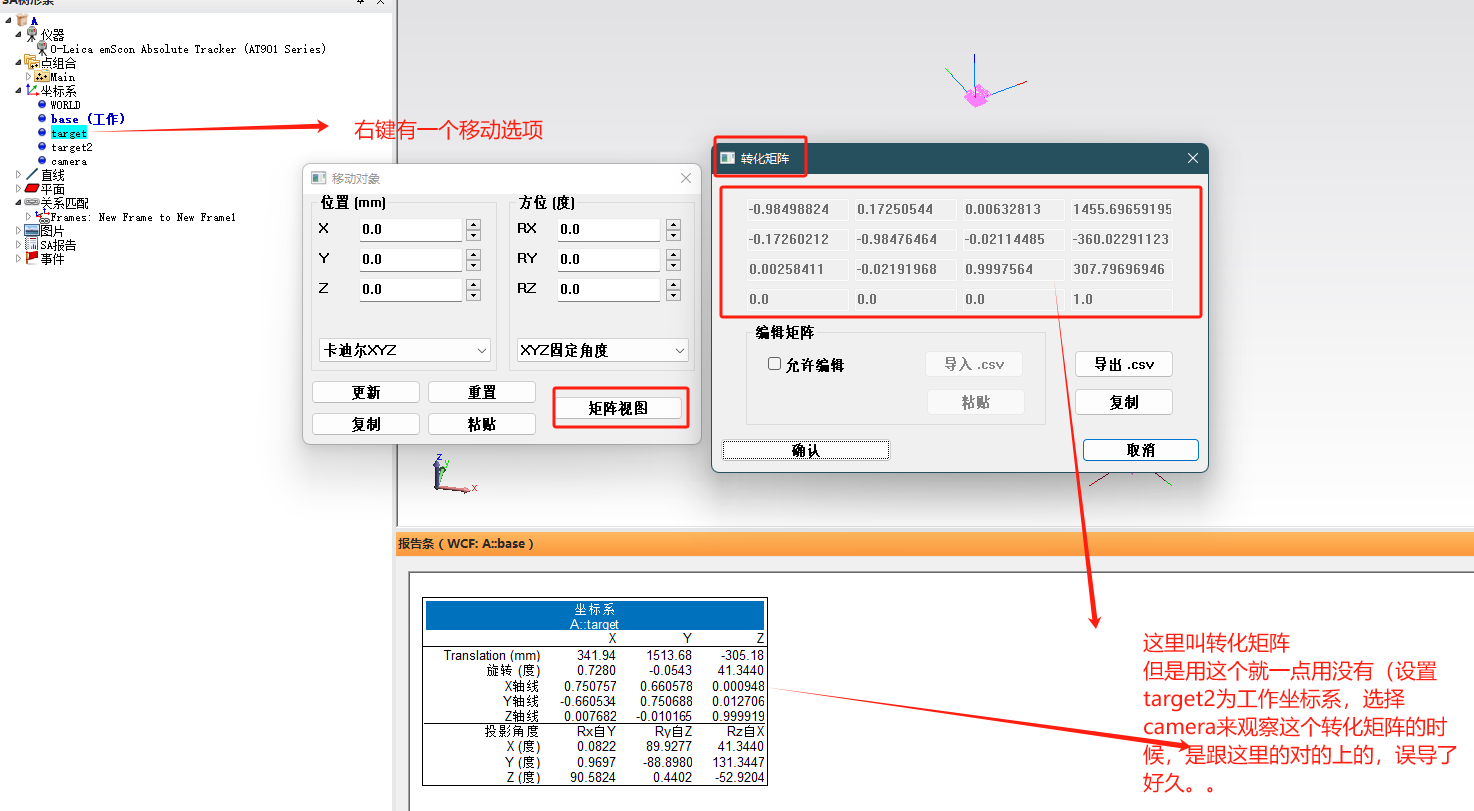 SA树形条
A
仪器
0-Leica emScon Absolute Tracker (AT901 Series)
点组合
Main
坐标系
WORLD
base (工作)
target
target2
camera
直线
平面
关系匹配
Frames: New Frame to New Frame1
图片
SA报告
事件
右键有一个移动选项
移动对象
位置 (mm)
方位 (度)
X 0.0
RX 0.0
Y 0.0
RY 0.0
Z 0.0
RZ 0.0
卡迪尔XYZ
XYZ固定角度
更新
重置
复制
粘贴
矩阵视图
转化矩阵
-0.98498824 0.17250544 0.00632813 1455.69659195
-0.17260212 -0.98476464 -0.02114485 -360.02291123
0.00258411 -0.02191968 0.9997564 307.79696946
0.0 0.0 0.0 1.0
编辑矩阵
允许编辑
导入 .csv
粘贴
导出 .csv
复制
确认
取消
z
y
x
报告条 ( WCF: A::base )
坐标系
A::target
X Y Z
Translation (mm) 341.94 1513.68 -305.18
旋转 (度) 0.7280 -0.0543 41.3440
X轴线 0.750757 0.660578 0.000948
Y轴线 -0.660534 0.750688 0.012706
Z轴线 0.007682 -0.010165 0.999919
投影角度 Rx自Y Ry自Z Rz自X
X (度) 0.0822 89.9277 41.3440
Y (度) 0.9697 -88.8980 131.3447
Z (度) 90.5824 0.4402 -52.9204
这里叫转化矩阵
但是用这个就一点用没有（设置
target2为工作坐标系，选择
camera来观察这个转化矩阵的时
候，是跟这里的对的上的，误导了
好久。。